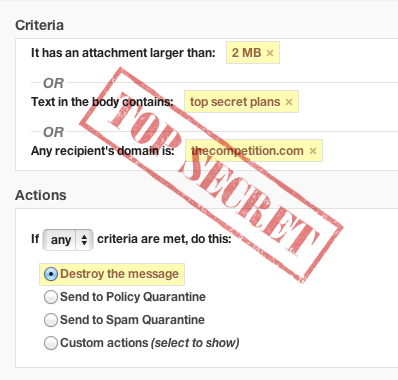 Criteria
It has an attachment larger than: 2 MB ×
OR
Text in the body contains: top secret plans ×
OR
Any recipient's domain is: thecompetition.com ×
TOP SECRET
Actions
If any criteria are met, do this:
Destroy the message
Send to Policy Quarantine
Send to Spam Quarantine
Custom actions (select to show)